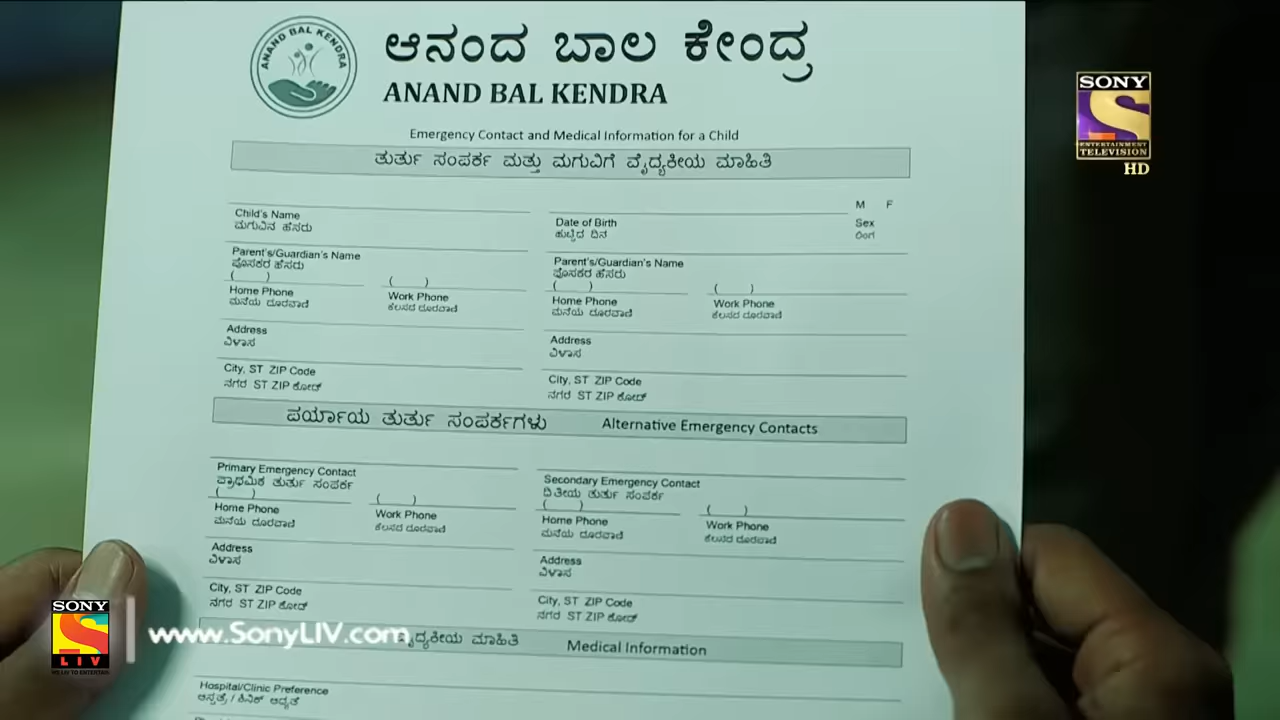 ANAND BAL KENDRA
ಆನಂದ ಬಾಲ ಕೇಂದ್ರ
ANAND BAL KENDRA
SONY
ENTERTAINMENT
TELEVISION
HD
Emergency Contact and Medical Information for a Child
ತುರ್ತು ಸಂಪರ್ಕ ಮತ್ತು ಮಗುವಿಗೆ ವೈದ್ಯಕೀಯ ಮಾಹಿತಿ
M F
Child's Name Date of Birth Sex
ಮಗುವಿನ ಹೆಸರು ಹುಟ್ಟಿದ ದಿನ ಲಿಂಗ
Parent's/Guardian's Name Parent's/Guardian's Name
ಪೊಸಕರ ಹೆಸರು ಪೊಸಕರ ಹೆಸರು
( ) ( ) ( ) ( )
Home Phone Work Phone Home Phone Work Phone
ಮನೆಯ ದೂರವಾಣಿ ಕೆಲಸದ ದೂರವಾಣಿ ಮನೆಯ ದೂರವಾಣಿ ಕೆಲಸದ ದೂರವಾಣಿ
Address Address
ವಿಳಾಸ ವಿಳಾಸ
City, ST ZIP Code City, ST ZIP Code
ನಗರ ST ZIP ಕೋಡ್ ನಗರ ST ZIP ಕೋಡ್
ಪರ್ಯಾಯ ತುರ್ತು ಸಂಪರ್ಕಗಳು Alternative Emergency Contacts
Primary Emergency Contact Secondary Emergency Contact
ಪ್ರಾಥಮಿಕ ತುರ್ತು ಸಂಪರ್ಕ ದ್ವಿತೀಯ ತುರ್ತು ಸಂಪರ್ಕ
( ) ( ) ( ) ( )
Home Phone Work Phone Home Phone Work Phone
ಮನೆಯ ದೂರವಾಣಿ ಕೆಲಸದ ದೂರವಾಣಿ ಮನೆಯ ದೂರವಾಣಿ ಕೆಲಸದ ದೂರವಾಣಿ
Address Address
ವಿಳಾಸ ವಿಳಾಸ
City, ST ZIP Code City, ST ZIP Code
ನಗರ ST ZIP ಕೋಡ್ ನಗರ ST ZIP ಕೋಡ್
SONY
LIV
www.SonyLIV.com
ವೈದ್ಯಕೀಯ ಮಾಹಿತಿ Medical Information
Hospital/Clinic Preference